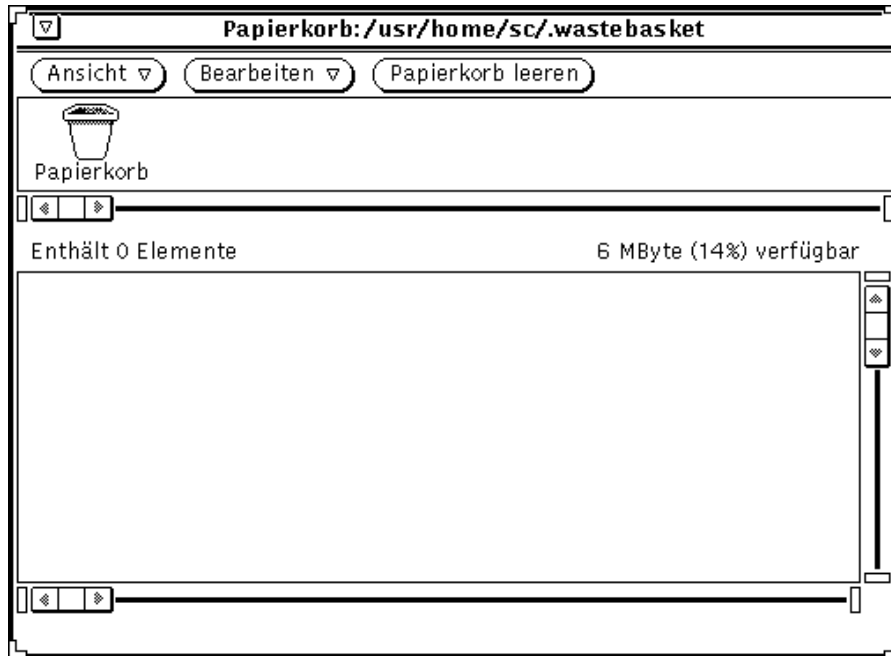 Papierkorb:/usr/home/sc/.wastebasket
Ansicht Bearbeiten Papierkorb leeren
Papierkorb
Enthält 0 Elemente 6 MByte (14%) verfügbar